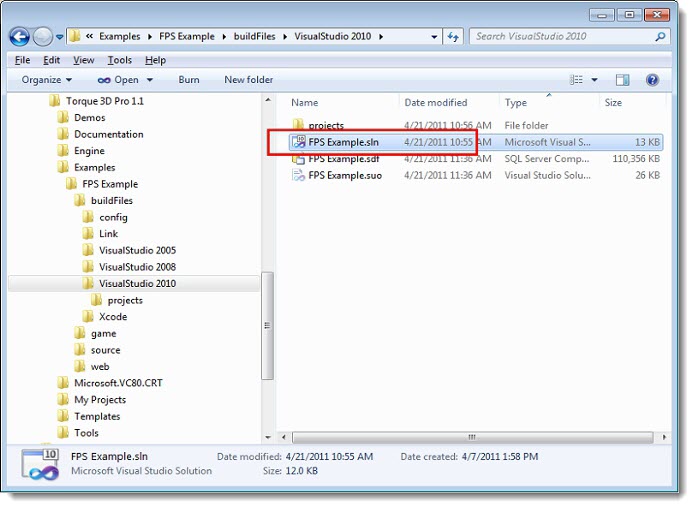 « Examples ▸ FPS Example ▸ buildFiles ▸ VisualStudio 2010 ▸
Search VisualStudio 2010
File Edit View Tools Help
Organize Open Burn New folder
Torque 3D Pro 1.1
Demos
Documentation
Engine
Examples
FPS Example
buildFiles
config
Link
VisualStudio 2005
VisualStudio 2008
VisualStudio 2010
projects
Xcode
game
source
web
Microsoft.VC80.CRT
My Projects
Templates
Tools
Name Date modified Type Size
projects 4/21/2011 10:56 AM File folder
FPS Example.sln 4/21/2011 10:55 AM Microsoft Visual S... 13 KB
FPS Example.sdf 4/21/2011 11:36 AM SQL Server Comp... 110,356 KB
FPS Example.suo 4/21/2011 11:36 AM Visual Studio Solu... 26 KB
10
FPS Example.sln Date modified: 4/21/2011 10:55 AM Date created: 4/7/2011 1:58 PM
Microsoft Visual Studio Solution Size: 12.0 KB